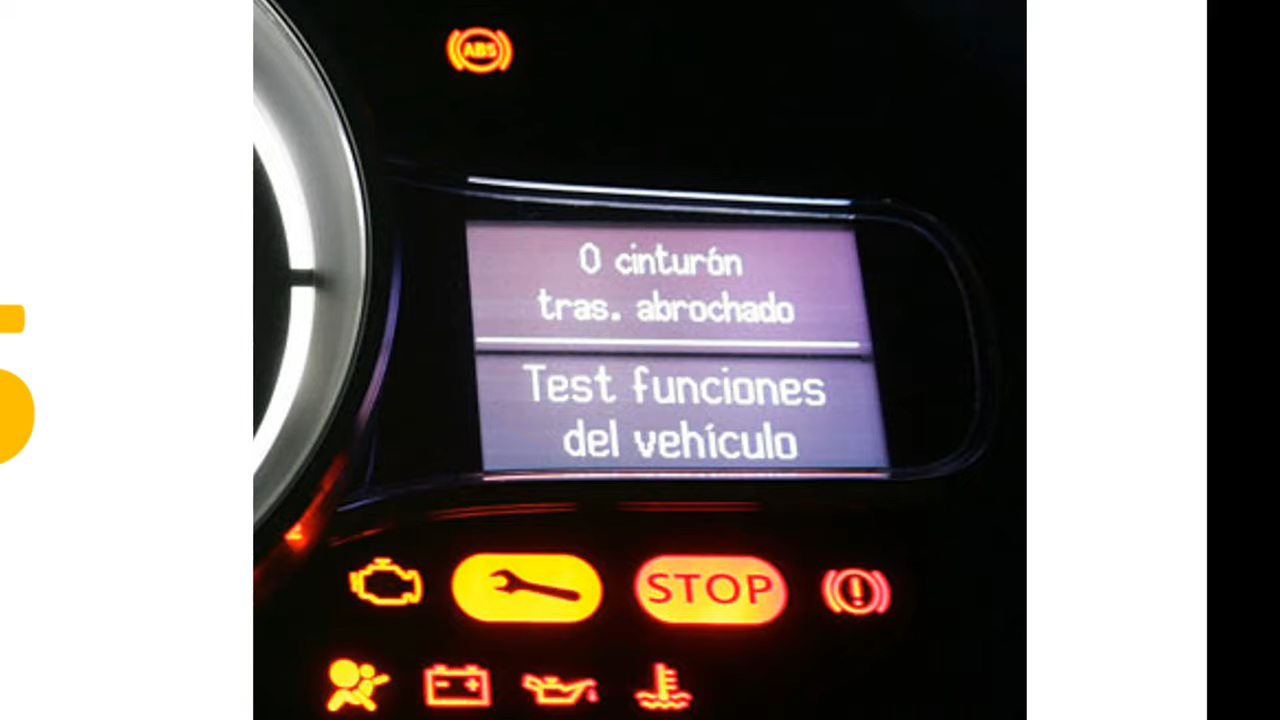 ABS
0 cinturón
tras. abrochado
Test funciones
del vehículo
STOP